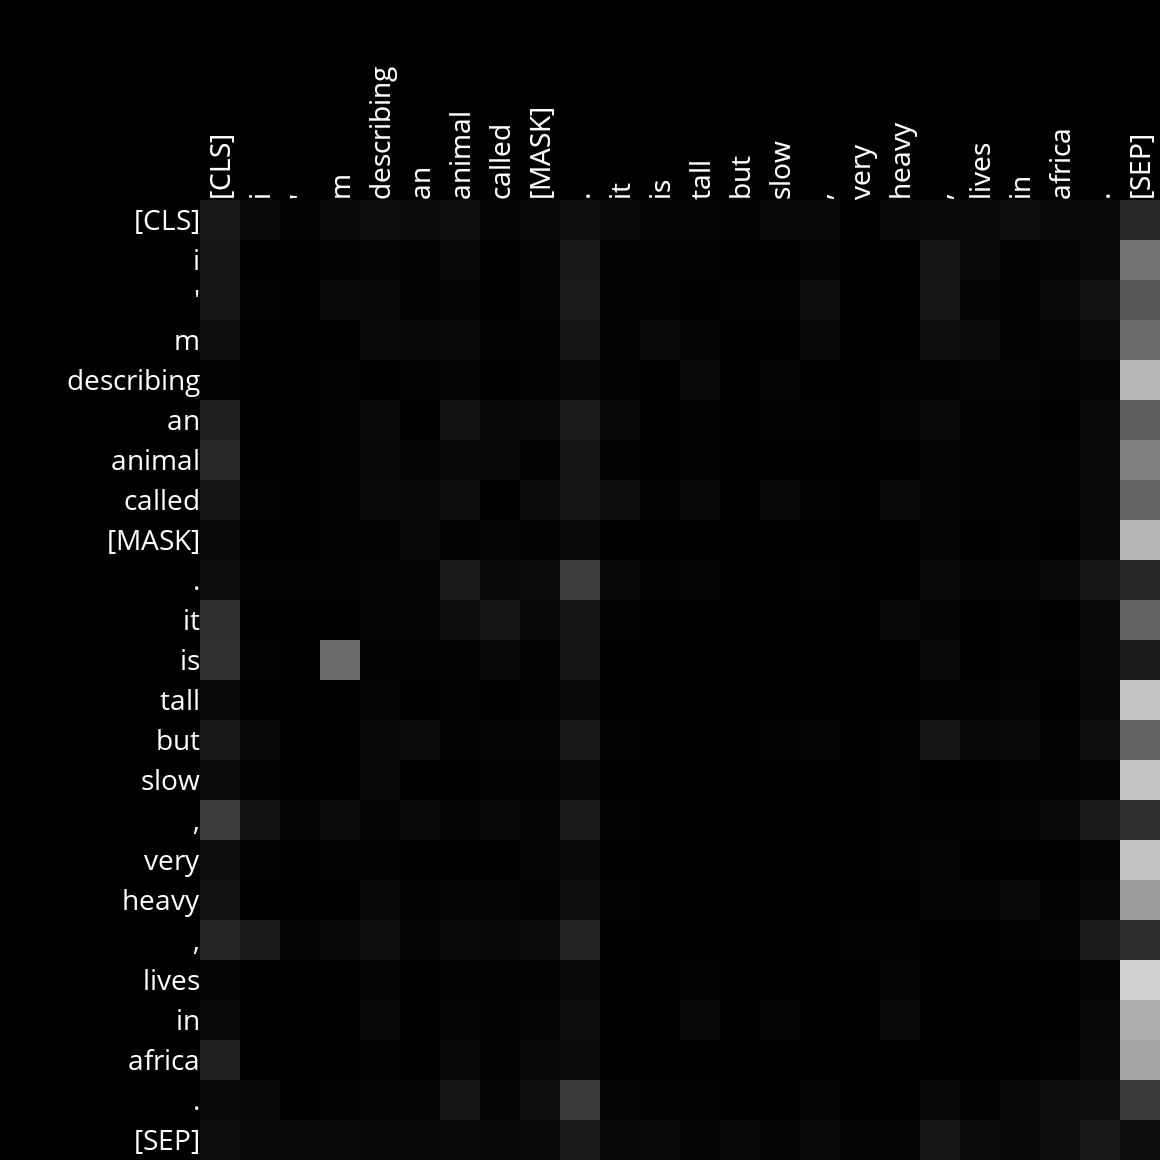 [CLS] i ' m describing an animal called [MASK] . it is tall but slow , very heavy , lives in africa . [SEP]
[CLS]
i
'
m
describing
an
animal
called
[MASK]
.
it
is
tall
but
slow
,
very
heavy
,
lives
in
africa
.
[SEP]